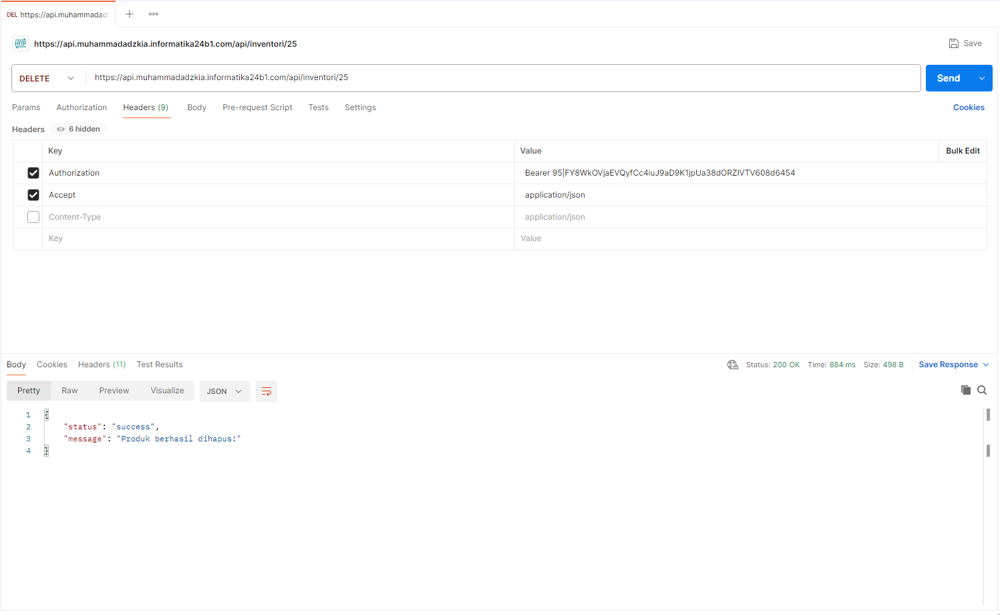 DEL https://api.muhammadad
HTTP https://api.muhammadadzkia.informatika24b1.com/api/inventori/25 Save
DELETE https://api.muhammadadzkia.informatika24b1.com/api/inventori/25 Send
Params Authorization Headers (9) Body Pre-request Script Tests Settings Cookies
Headers 6 hidden
Key Value Bulk Edit
Authorization Bearer 95|FY8WkOVjaEVQyfCc4iuJ9aD9K1jpUa38dORZIVTV608d6454
Accept application/json
Content-Type application/json
Key Value
Body Cookies Headers (11) Test Results Status: 200 OK Time: 884 ms Size: 498 B Save Response
Pretty Raw Preview Visualize JSON
1 {
2 "status": "success",
3 "message": "Produk berhasil dihapus!"
4 }